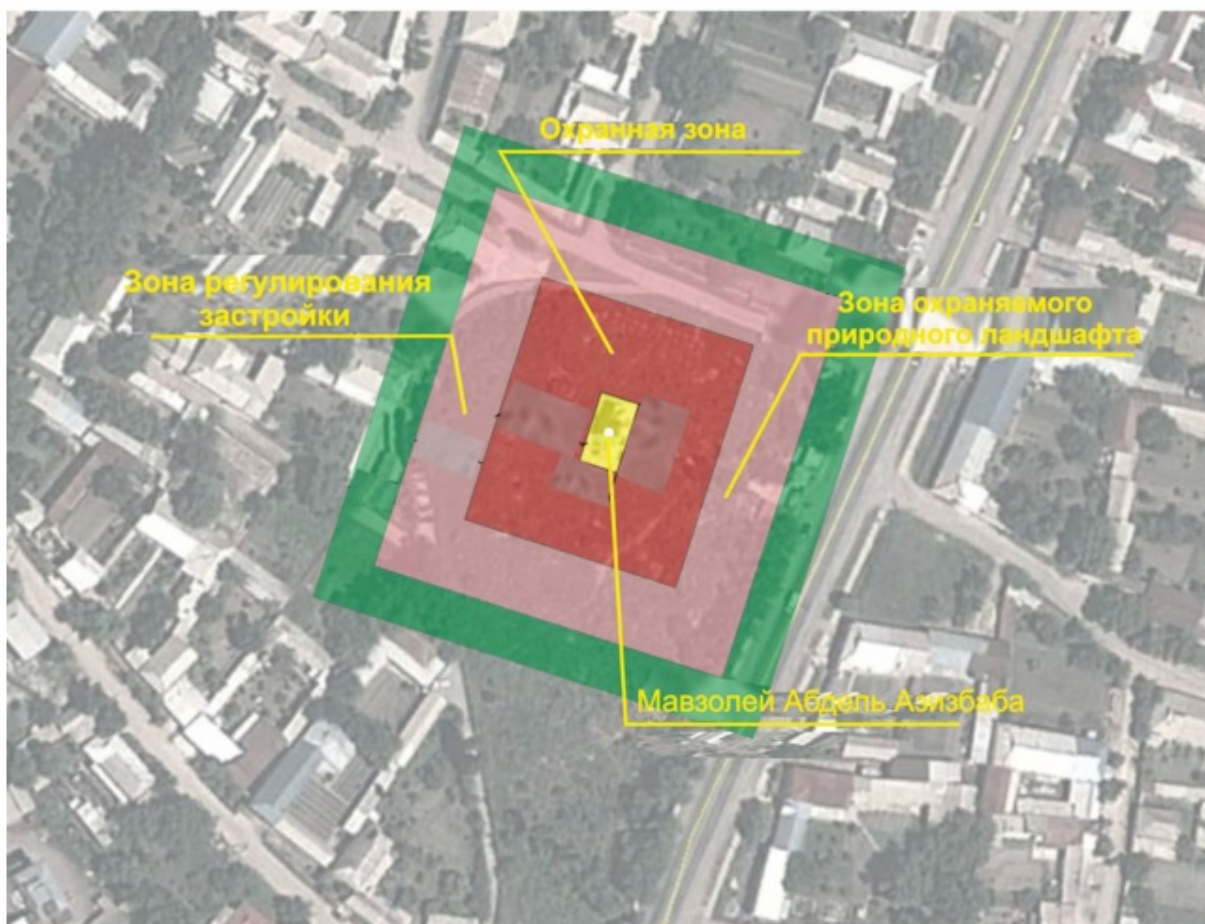 Охранная зона
Зона регулирования
застройки
Зона охраняемого
природного ландшафта
Мавзолей Абдель Азизбаба